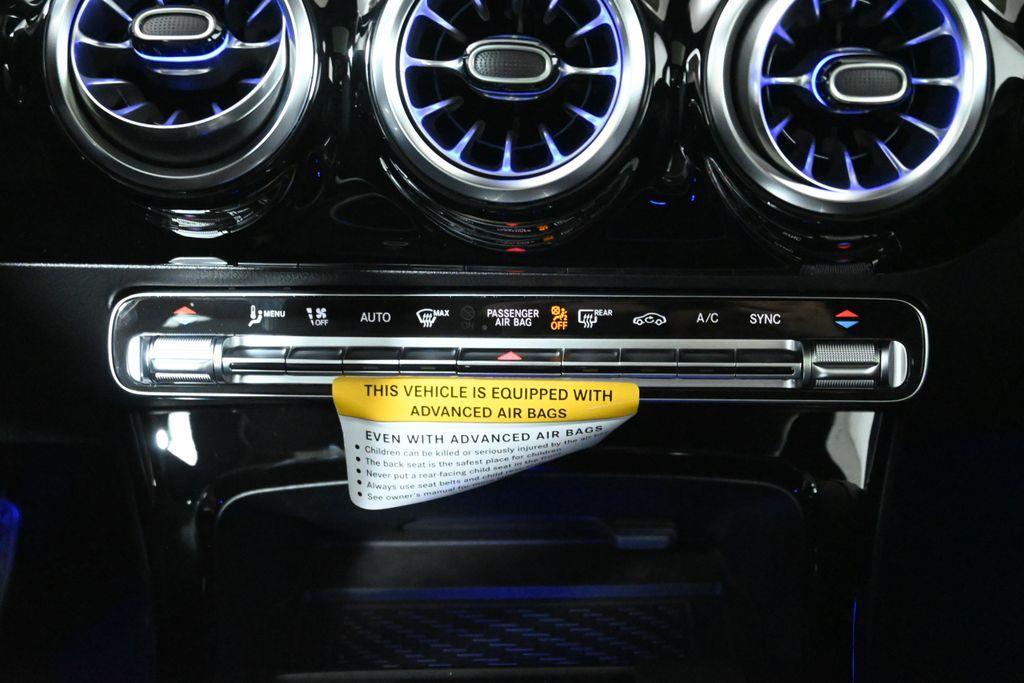 MENU
OFF
AUTO
MAX
PASSENGER
AIR BAG
OFF
REAR
A/C
SYNC
THIS VEHICLE IS EQUIPPED WITH
ADVANCED AIR BAGS
EVEN WITH ADVANCED AIR BAGS
• Children can be killed or seriously injured by the air
• The back seat is the safest place for children
• Never put a rear-facing child seat in the
• Always use seat belts and child
• See owner's manual for